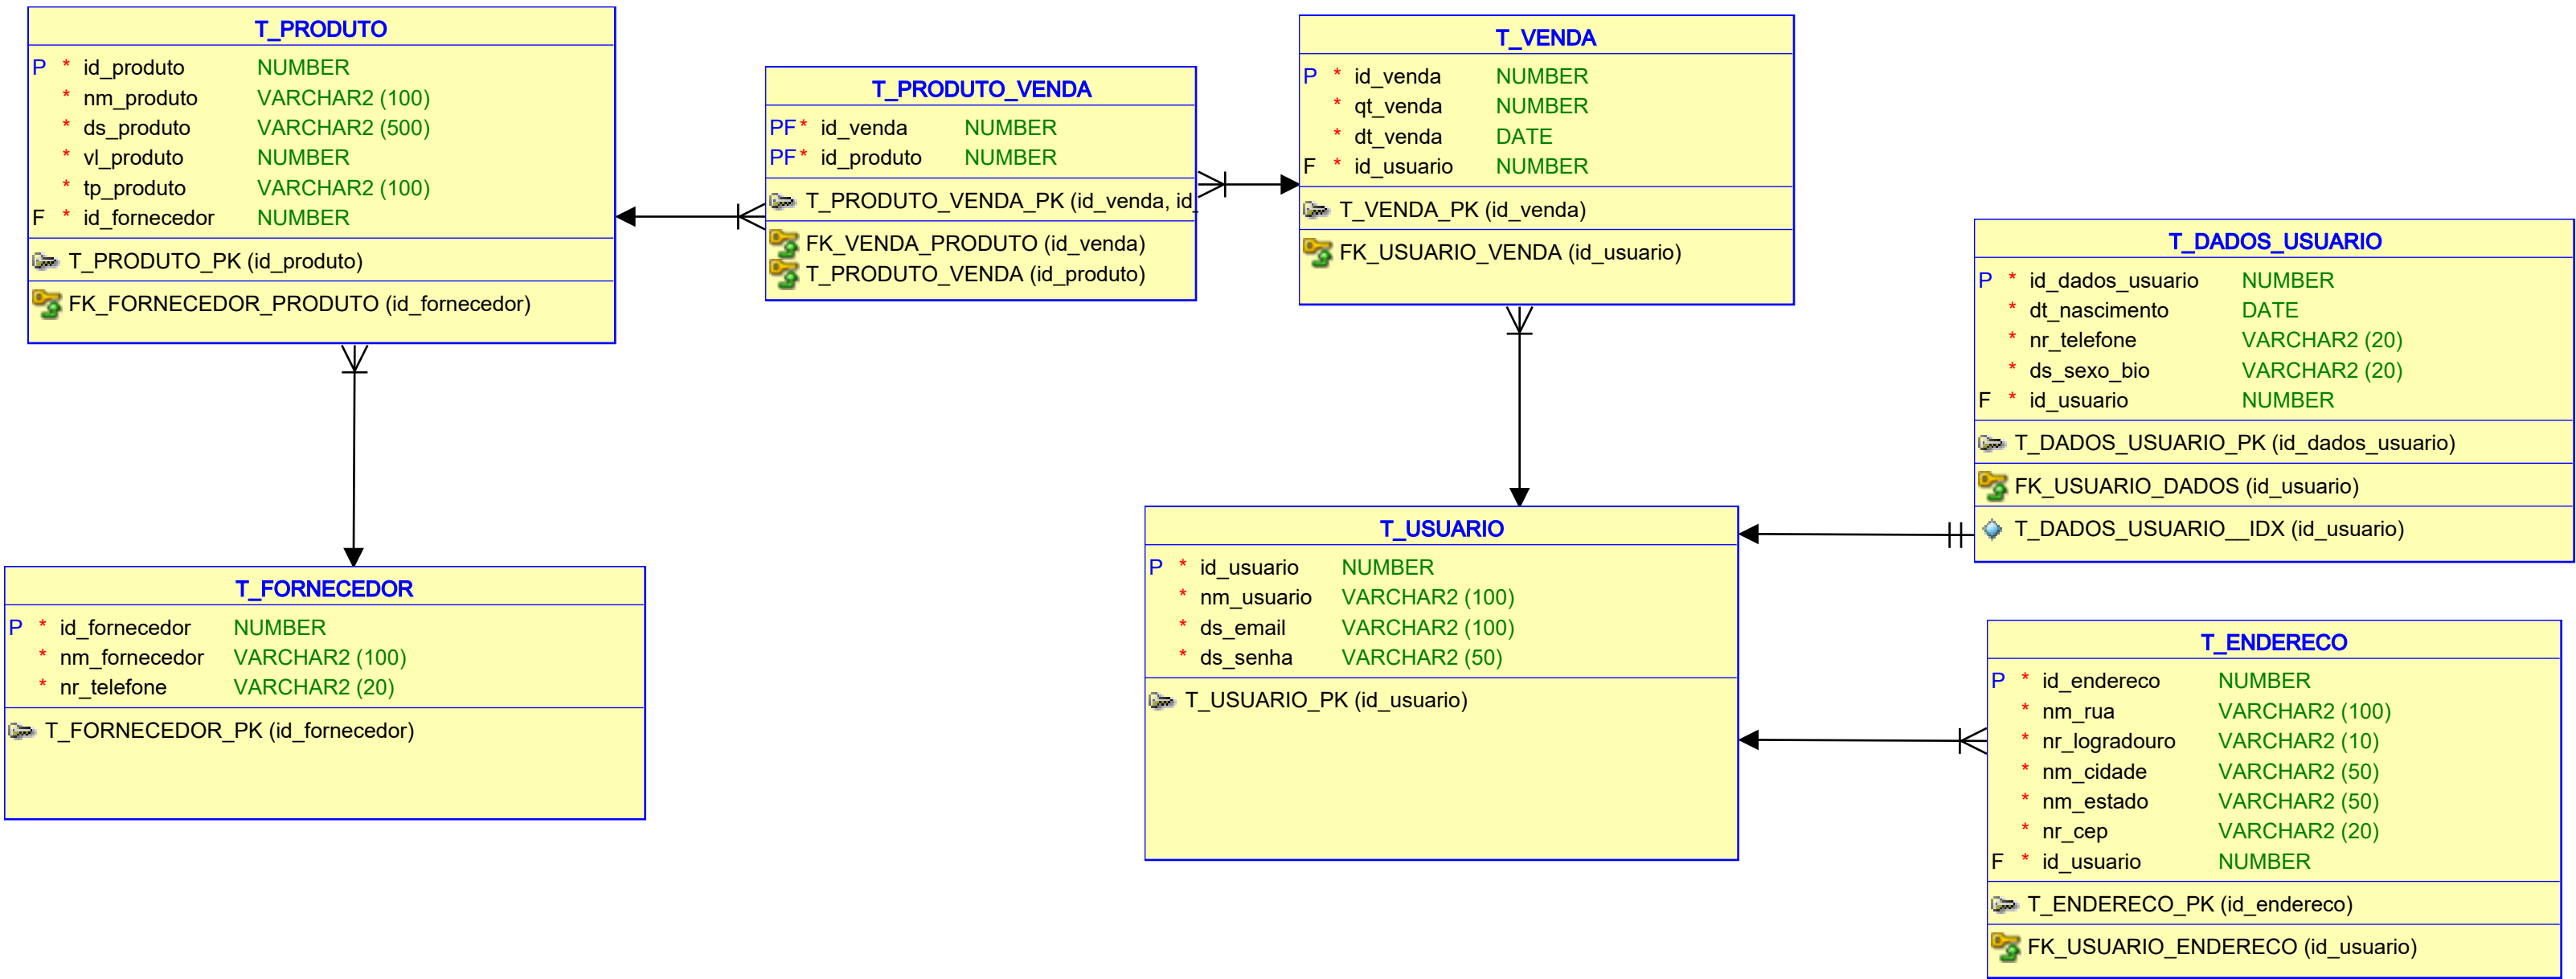 T_PRODUTO
P * id_produto NUMBER
* nm_produto VARCHAR2 (100)
* ds_produto VARCHAR2 (500)
* vl_produto NUMBER
* tp_produto VARCHAR2 (100)
F * id_fornecedor NUMBER
T_PRODUTO_PK (id_produto)
FK_FORNECEDOR_PRODUTO (id_fornecedor)
T_PRODUTO_VENDA
PF * id_venda NUMBER
PF * id_produto NUMBER
T_PRODUTO_VENDA_PK (id_venda, id_
FK_VENDA_PRODUTO (id_venda)
T_PRODUTO_VENDA (id_produto)
T_VENDA
P * id_venda NUMBER
* qt_venda NUMBER
* dt_venda DATE
F * id_usuario NUMBER
T_VENDA_PK (id_venda)
FK_USUARIO_VENDA (id_usuario)
T_DADOS_USUARIO
P * id_dados_usuario NUMBER
* dt_nascimento DATE
* nr_telefone VARCHAR2 (20)
* ds_sexo_bio VARCHAR2 (20)
F * id_usuario NUMBER
T_DADOS_USUARIO_PK (id_dados_usuario)
FK_USUARIO_DADOS (id_usuario)
T_DADOS_USUARIO__IDX (id_usuario)
T_FORNECEDOR
P * id_fornecedor NUMBER
* nm_fornecedor VARCHAR2 (100)
* nr_telefone VARCHAR2 (20)
T_FORNECEDOR_PK (id_fornecedor)
T_USUARIO
P * id_usuario NUMBER
* nm_usuario VARCHAR2 (100)
* ds_email VARCHAR2 (100)
* ds_senha VARCHAR2 (50)
T_USUARIO_PK (id_usuario)
T_ENDERECO
P * id_endereco NUMBER
* nm_rua VARCHAR2 (100)
* nr_logradouro VARCHAR2 (10)
* nm_cidade VARCHAR2 (50)
* nm_estado VARCHAR2 (50)
* nr_cep VARCHAR2 (20)
F * id_usuario NUMBER
T_ENDERECO_PK (id_endereco)
FK_USUARIO_ENDERECO (id_usuario)